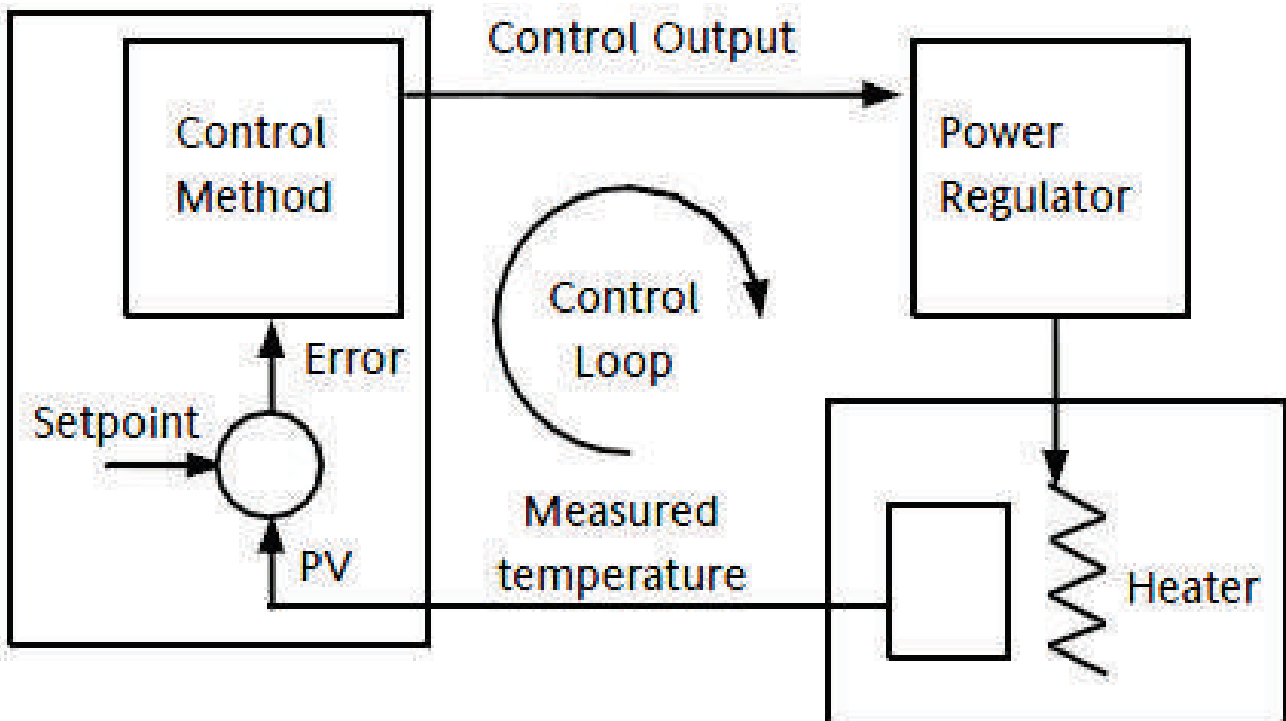 Control Output
Control
Method
Power
Regulator
Control
Loop
Error
Setpoint
Measured
temperature
PV
Heater